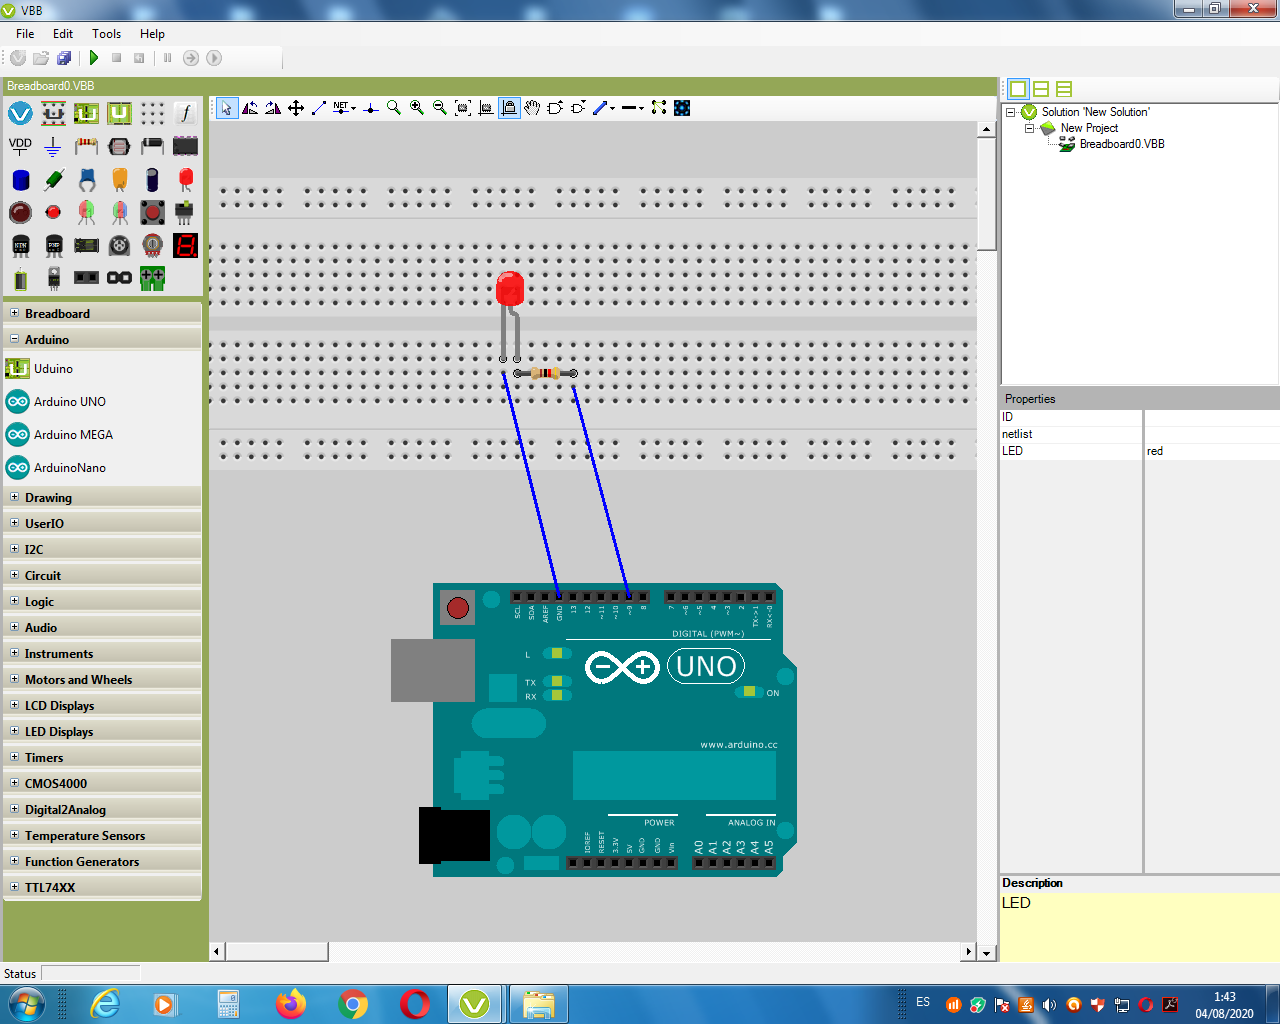 VBB
File Edit Tools Help
Breadboard0.VBB
VDD
NET
NPN
PNP
Breadboard
Arduino
Uduino
Arduino UNO
Arduino MEGA
ArduinoNano
Drawing
UserIO
I2C
Circuit
Logic
Audio
Instruments
Motors and Wheels
LCD Displays
LED Displays
Timers
CMOS4000
Digital2Analog
Temperature Sensors
Function Generators
TTL74XX
SCL SDA AREF GND 13 12 ~11 ~10 ~9 8 7 ~6 ~5 4 ~3 2 TX->1 RX<-0
DIGITAL (PWM~)
L
TX
RX
UNO
ON
www.arduino.cc
POWER
ANALOG IN
IOREF RESET 3.3V 5V GND GND Vin A0 A1 A2 A3 A4 A5
Solution 'New Solution'
New Project
Breadboard0.VBB
Properties
ID
netlist
LED red
Description
LED
Status
ES
1:43
04/08/2020